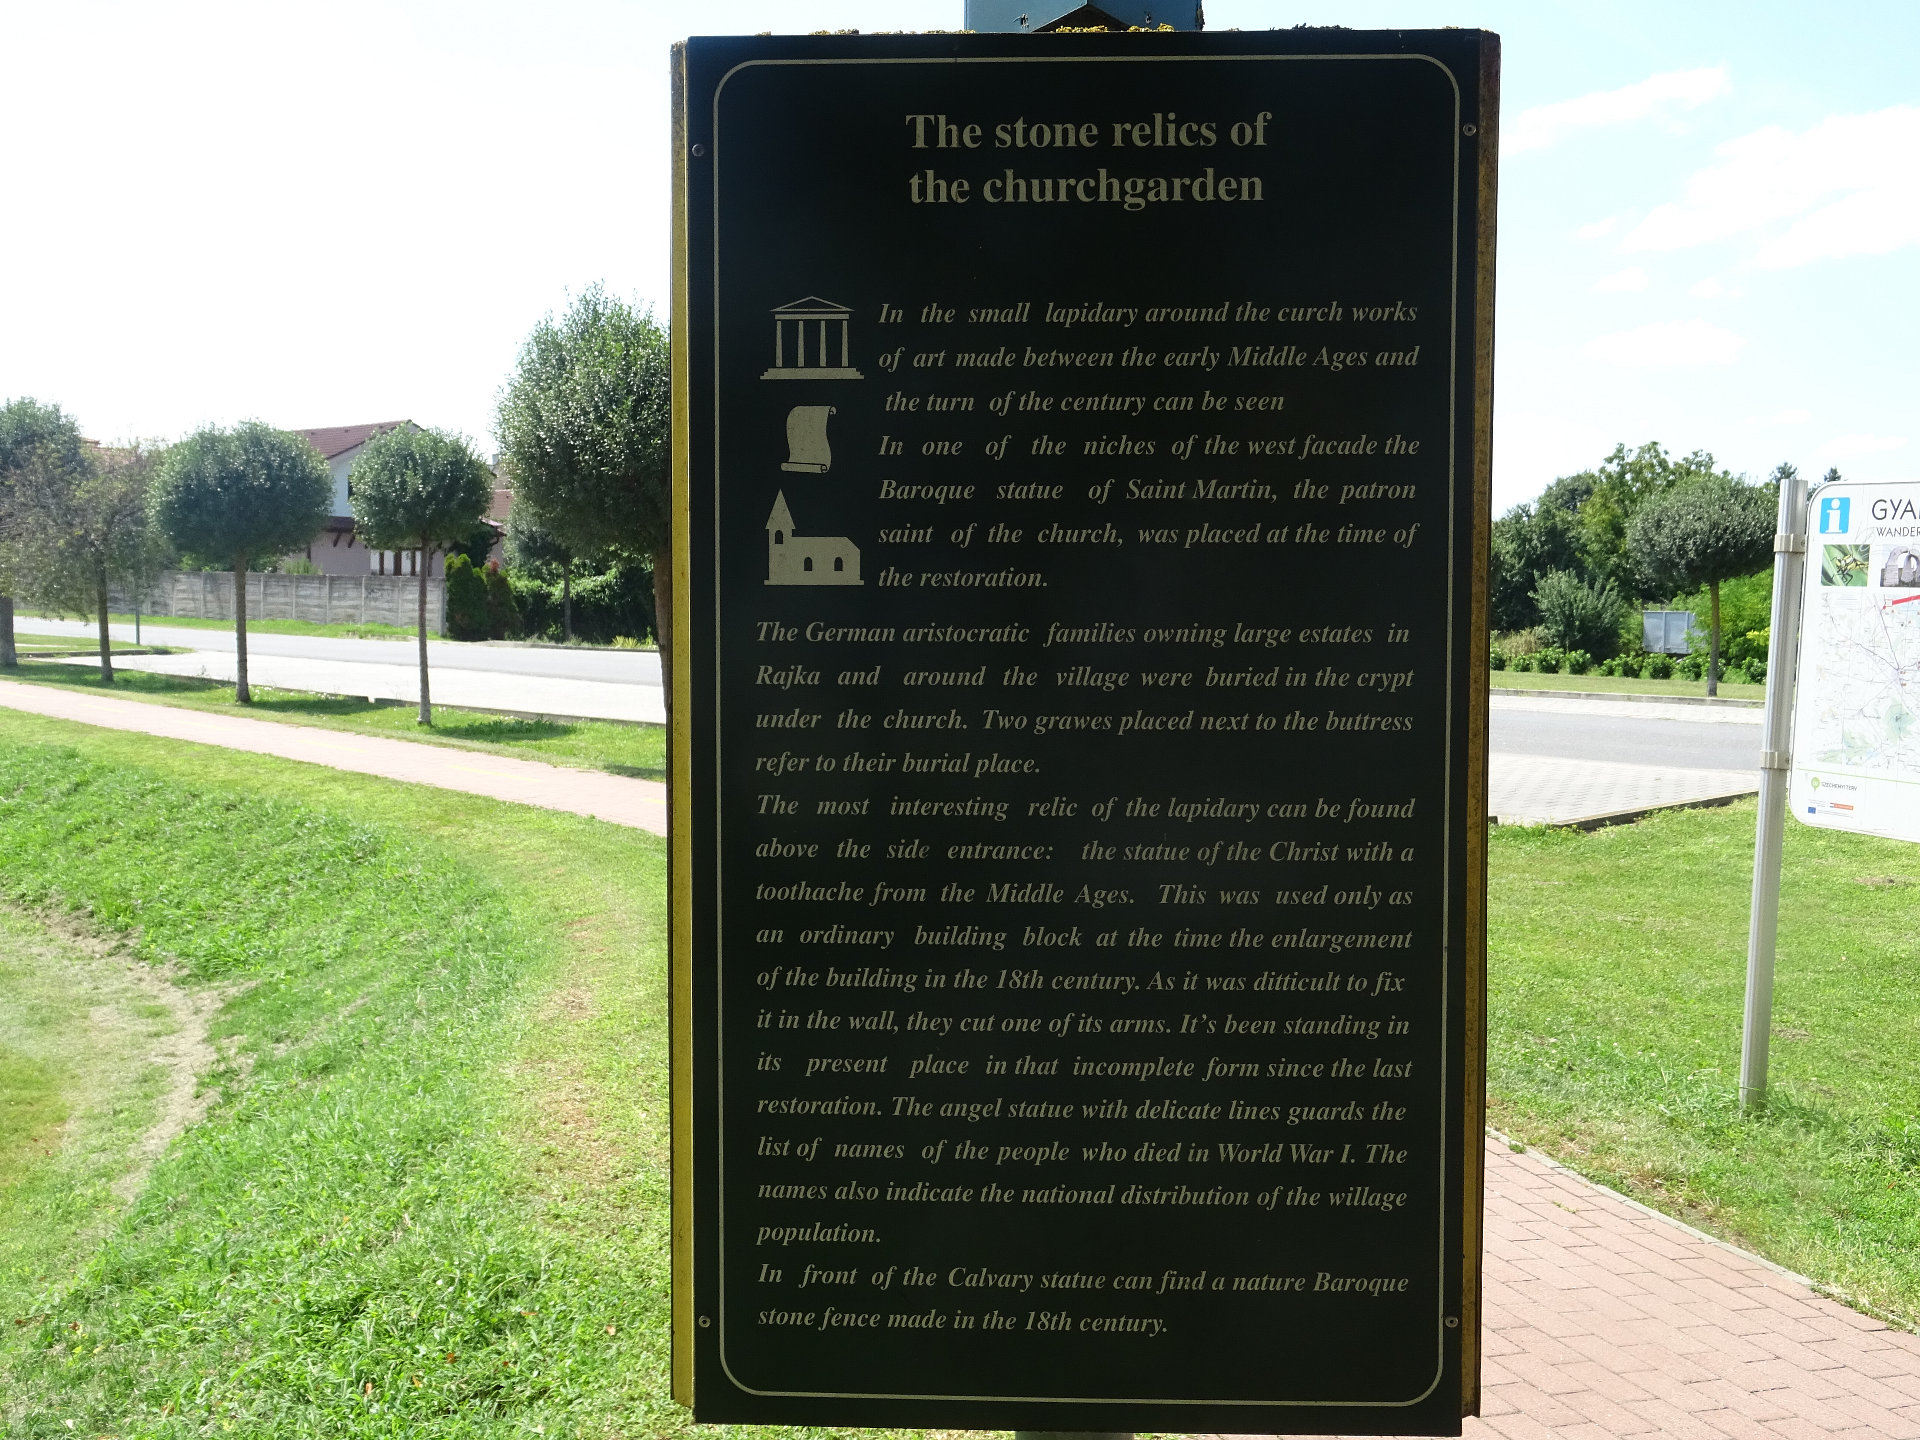 The stone relics of
the churchgarden
In the small lapidary around the curch works
of art made between the early Middle Ages and
the turn of the century can be seen
In one of the niches of the west facade the
Baroque statue of Saint Martin, the patron
saint of the church, was placed at the time of
the restoration.
The German aristocratic families owning large estates in
Rajka and around the village were buried in the crypt
under the church. Two grawes placed next to the buttress
refer to their burial place.
The most interesting relic of the lapidary can be found
above the side entrance: the statue of the Christ with a
toothache from the Middle Ages. This was used only as
an ordinary building block at the time the enlargement
of the building in the 18th century. As it was ditticult to fix
it in the wall, they cut one of its arms. It's been standing in
its present place in that incomplete form since the last
restoration. The angel statue with delicate lines guards the
list of names of the people who died in World War I. The
names also indicate the national distribution of the willage
population.
In front of the Calvary statue can find a nature Baroque
stone fence made in the 18th century.
i
GYA
WANDER